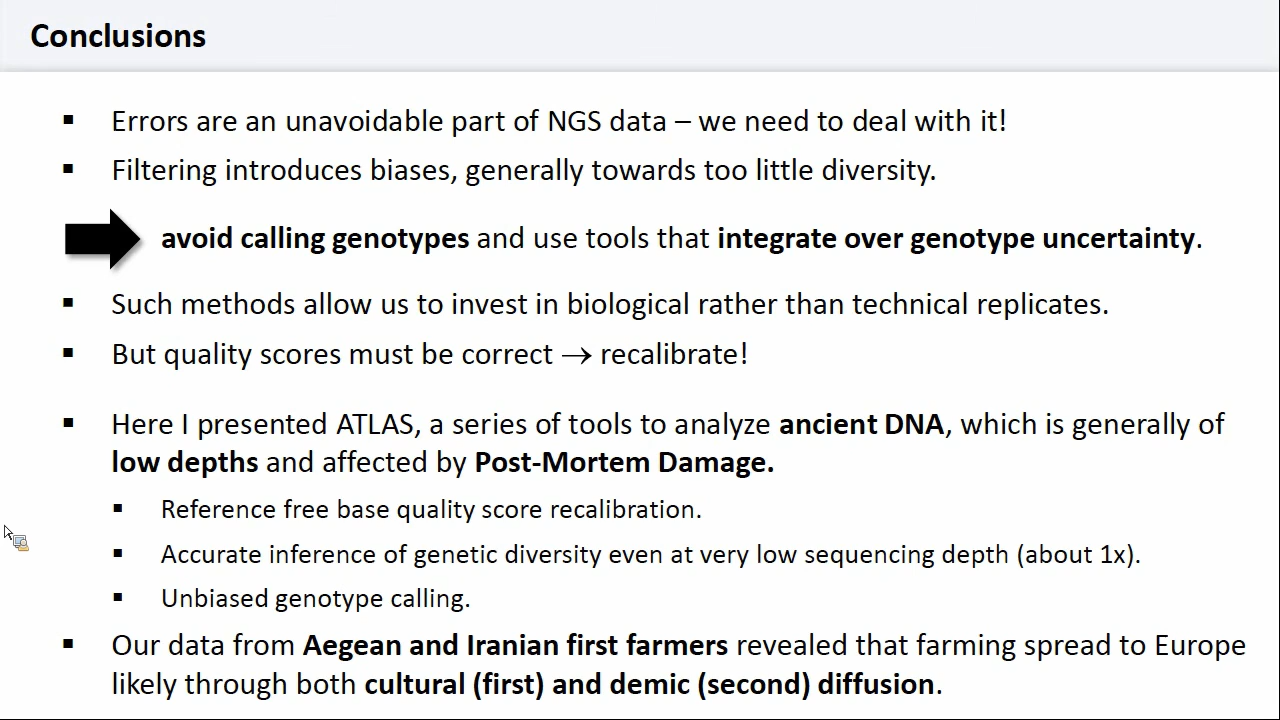 Conclusions
▪ Errors are an unavoidable part of NGS data – we need to deal with it!
▪ Filtering introduces biases, generally towards too little diversity.
avoid calling genotypes and use tools that integrate over genotype uncertainty.
▪ Such methods allow us to invest in biological rather than technical replicates.
▪ But quality scores must be correct → recalibrate!
▪ Here I presented ATLAS, a series of tools to analyze ancient DNA, which is generally of
low depths and affected by Post-Mortem Damage.
▪ Reference free base quality score recalibration.
▪ Accurate inference of genetic diversity even at very low sequencing depth (about 1x).
▪ Unbiased genotype calling.
▪ Our data from Aegean and Iranian first farmers revealed that farming spread to Europe
likely through both cultural (first) and demic (second) diffusion.